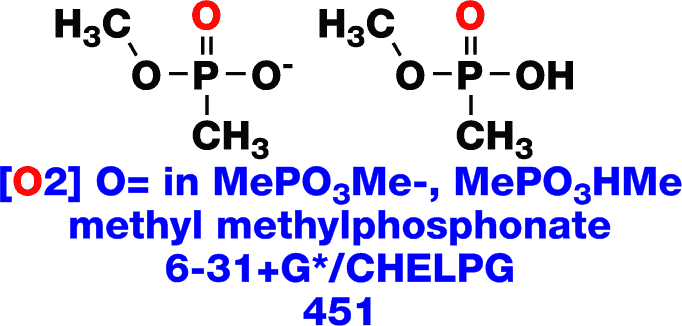 H₃C O H₃C O
O–P–O⁻ O–P–OH
CH₃ CH₃
[O2] O= in MePO₃Me-, MePO₃HMe
methyl methylphosphonate
6-31+G*/CHELPG
451